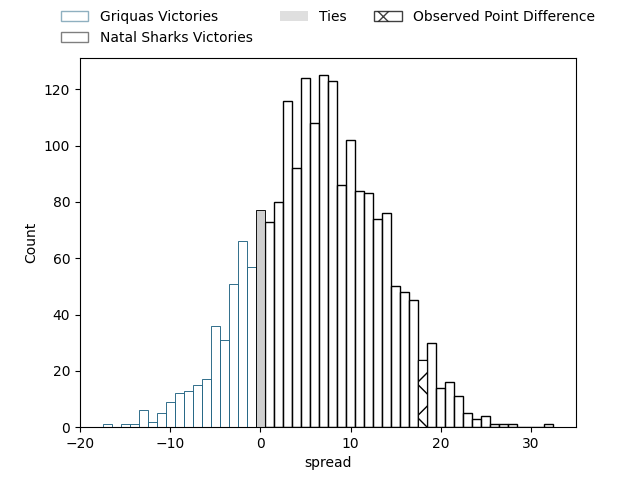 Griquas Victories
Ties
Observed Point Difference
Natal Sharks Victories
120
100
80
60
40
20
0
Count
−20
−10
0
10
20
30
spread